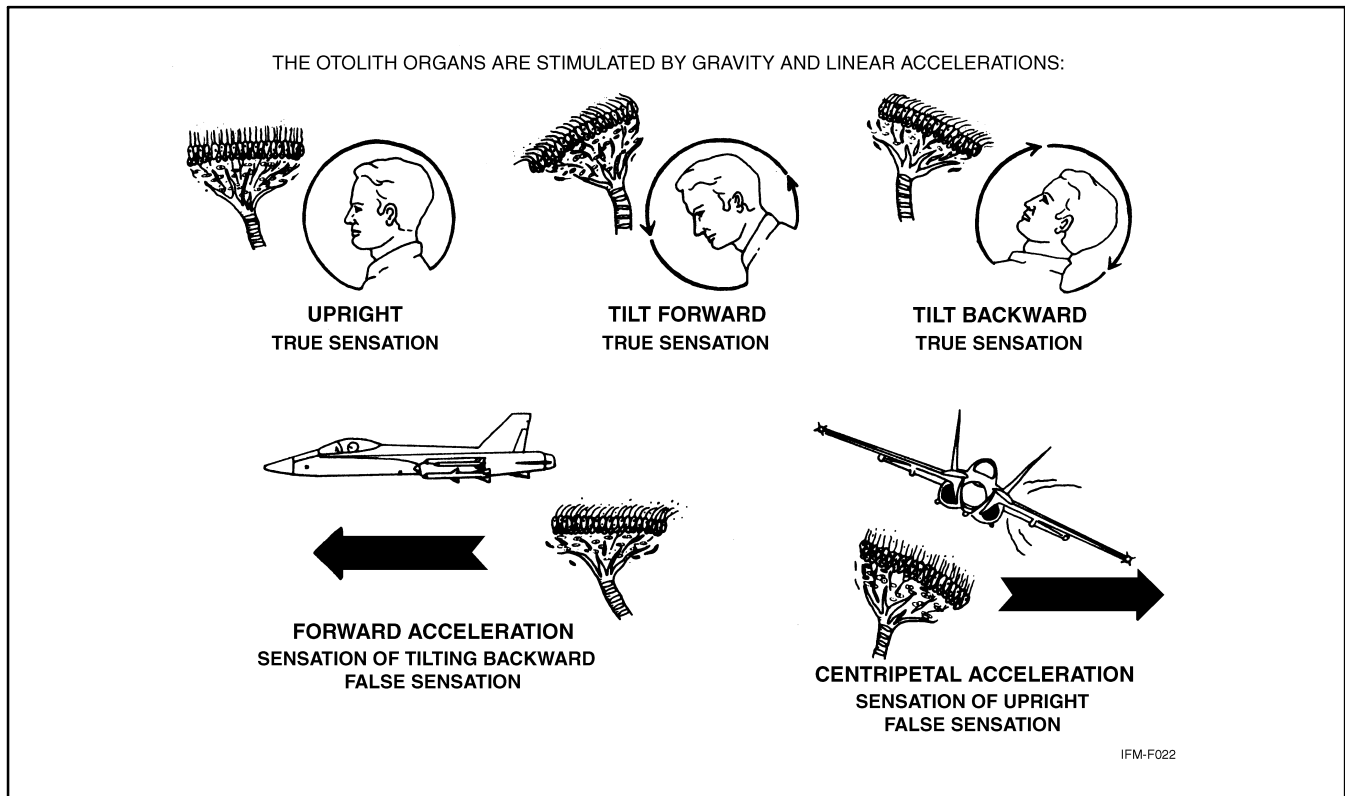 THE OTOLITH ORGANS ARE STIMULATED BY GRAVITY AND LINEAR ACCELERATIONS:
UPRIGHT
TRUE SENSATION
TILT FORWARD
TRUE SENSATION
TILT BACKWARD
TRUE SENSATION
FORWARD ACCELERATION
SENSATION OF TILTING BACKWARD
FALSE SENSATION
CENTRIPETAL ACCELERATION
SENSATION OF UPRIGHT
FALSE SENSATION
IFM-F022